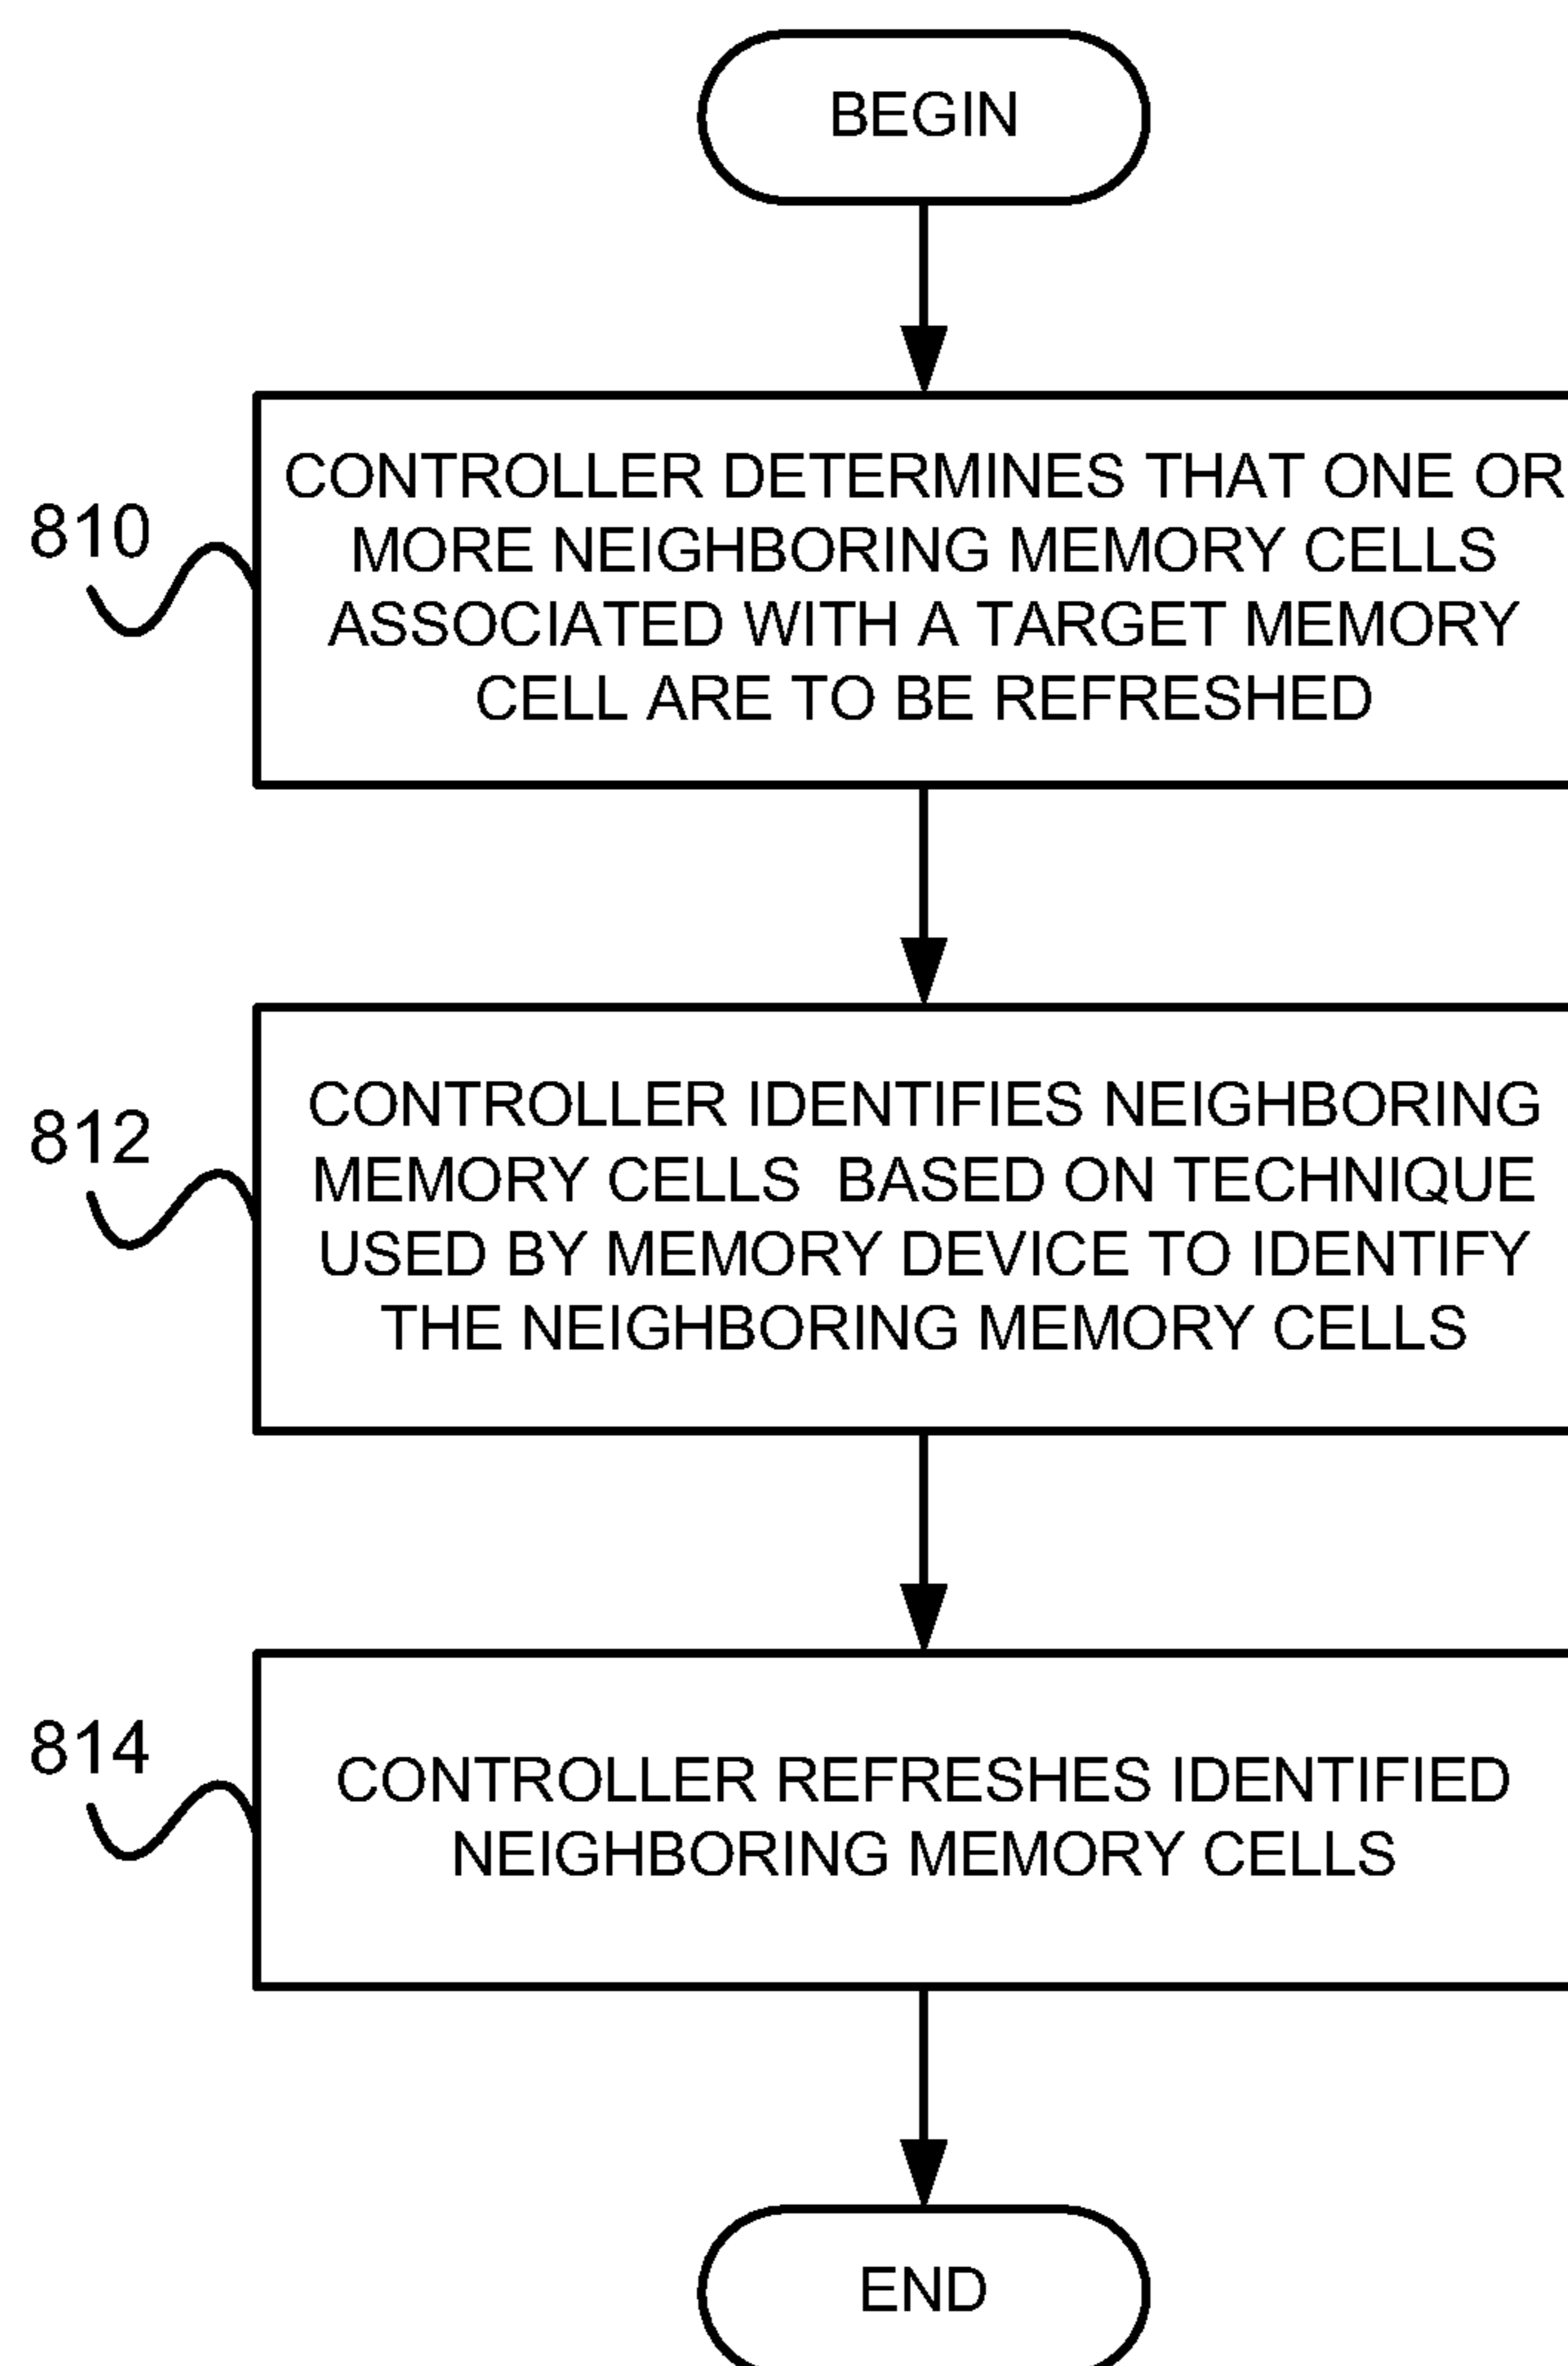 BEGIN
810
CONTROLLER DETERMINES THAT ONE OR
MORE NEIGHBORING MEMORY CELLS
ASSOCIATED WITH A TARGET MEMORY
CELL ARE TO BE REFRESHED
812
CONTROLLER IDENTIFIES NEIGHBORING
MEMORY CELLS BASED ON TECHNIQUE
USED BY MEMORY DEVICE TO IDENTIFY
THE NEIGHBORING MEMORY CELLS
814
CONTROLLER REFRESHES IDENTIFIED
NEIGHBORING MEMORY CELLS
END